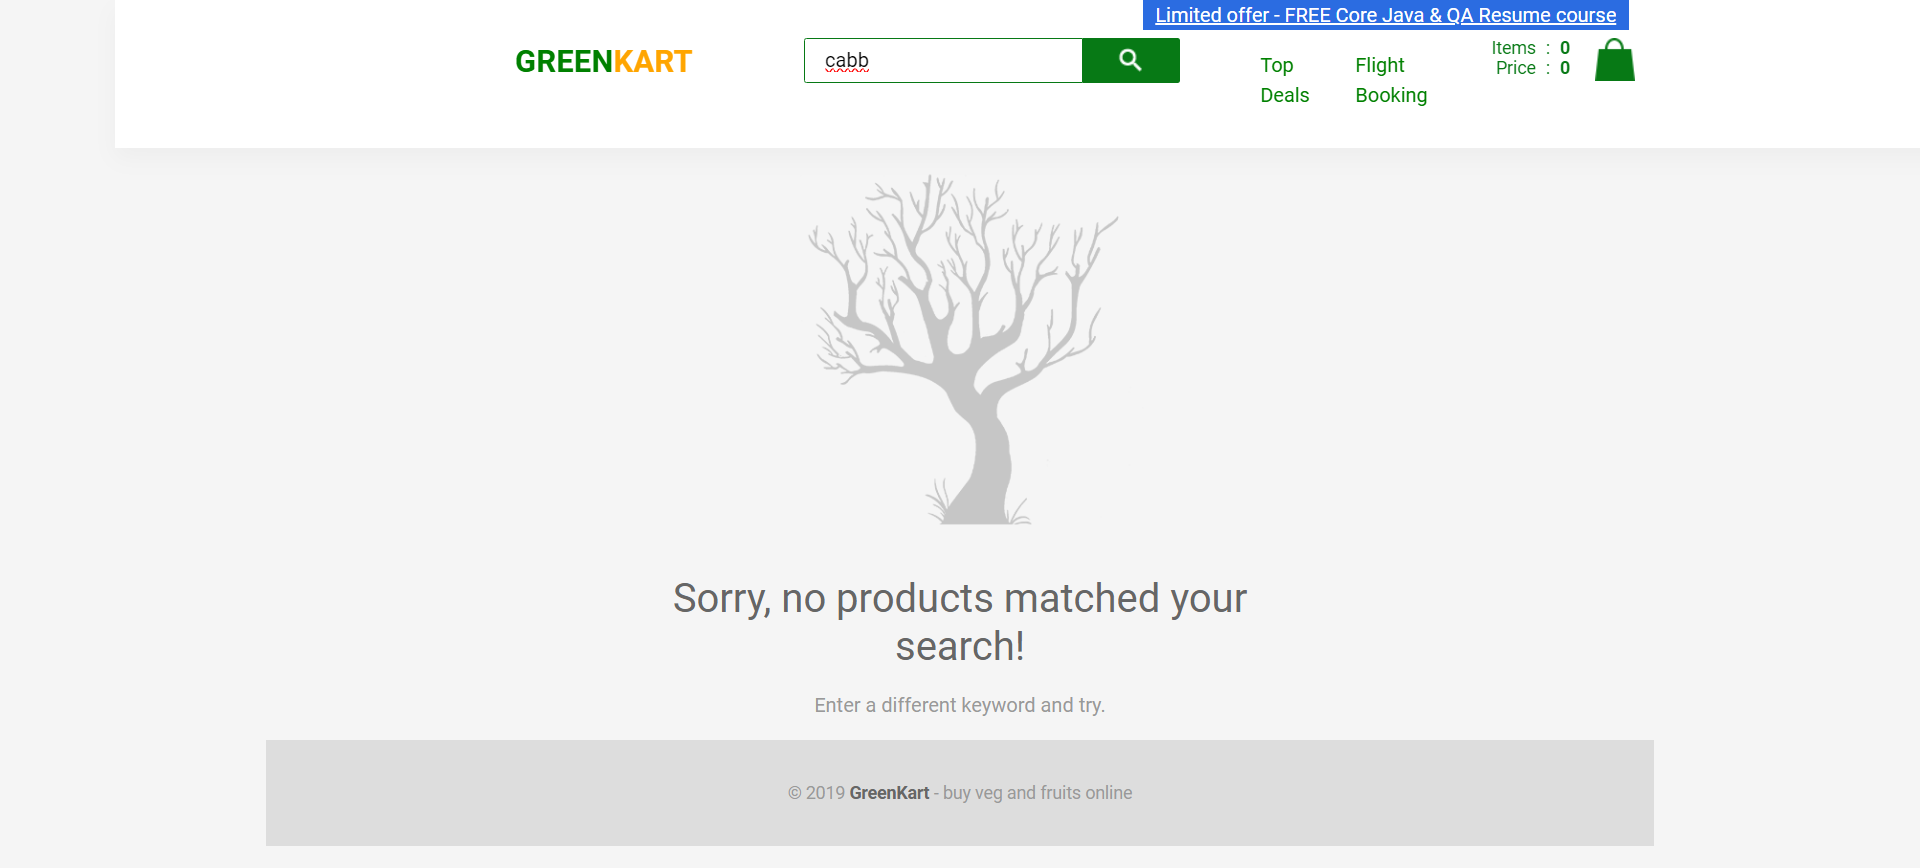 Limited offer - FREE Core Java & QA Resume course
GREENKART
cabb
Top Deals
Flight Booking
Items : 0
Price : 0
Sorry, no products matched your
search!
Enter a different keyword and try.
© 2019 GreenKart - buy veg and fruits online